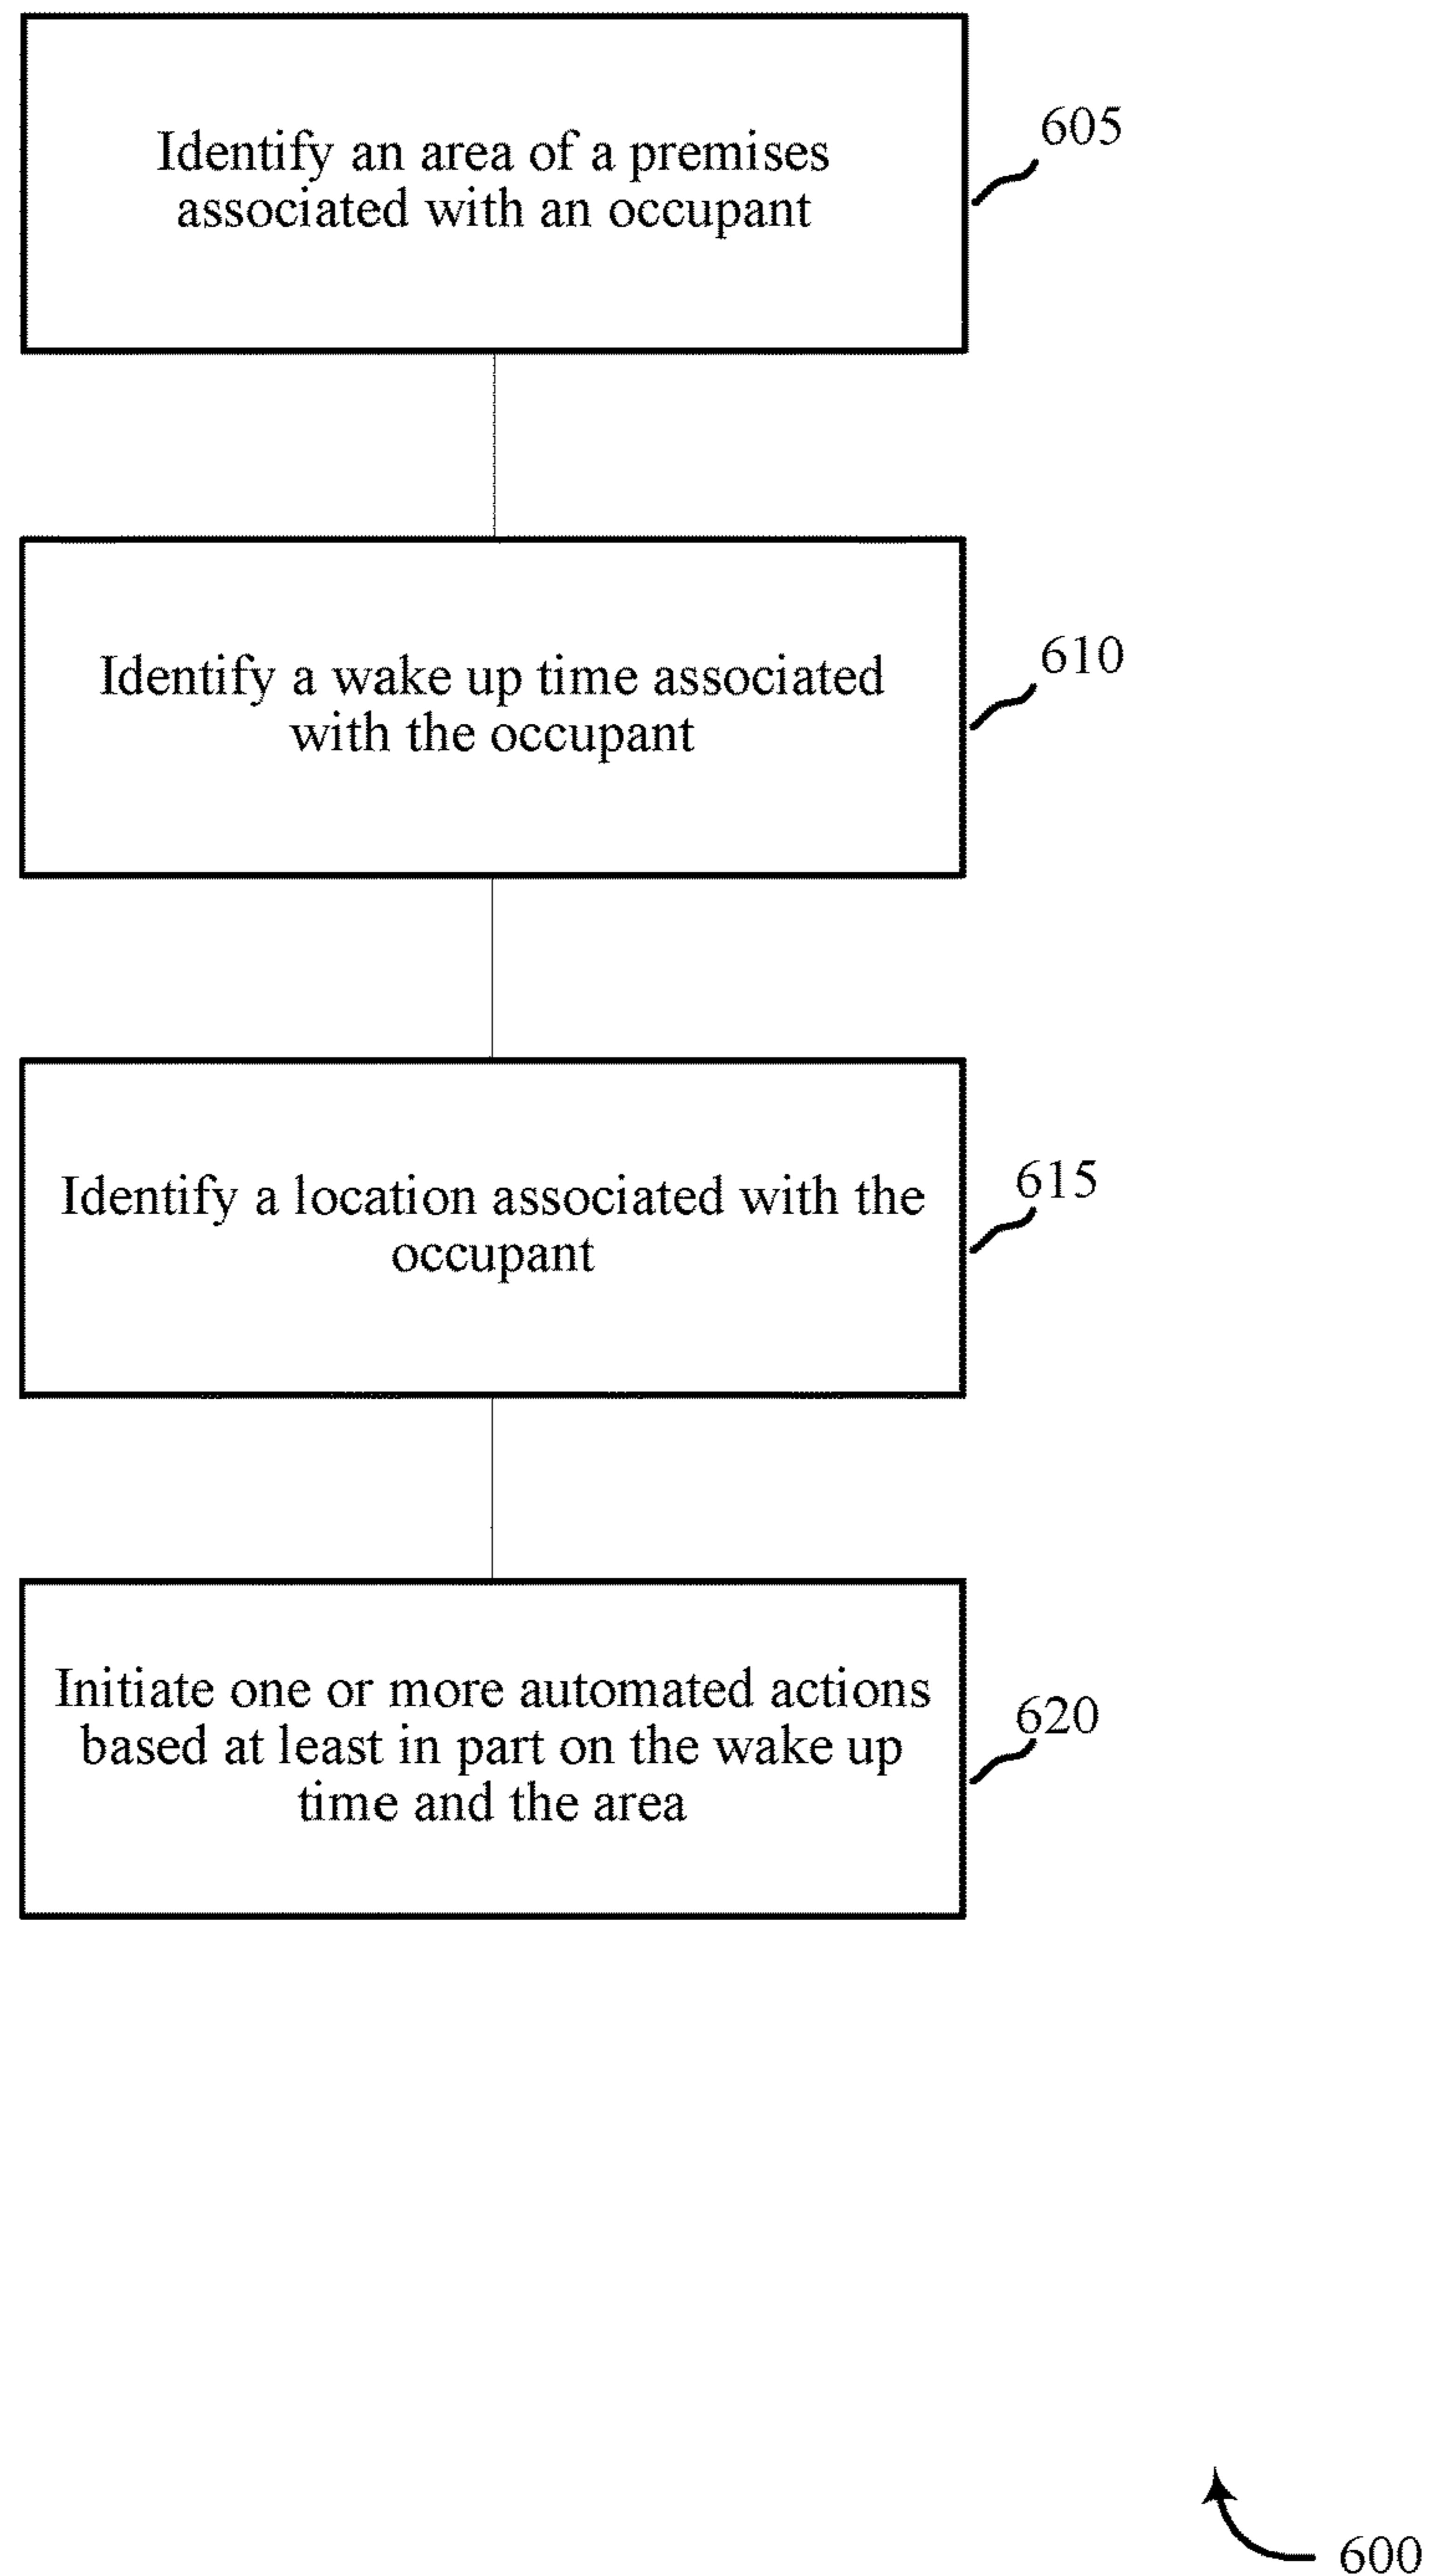 Identify an area of a premises
associated with an occupant
605
Identify a wake up time associated
with the occupant
610
Identify a location associated with the
occupant
615
Initiate one or more automated actions
based at least in part on the wake up
time and the area
620
600